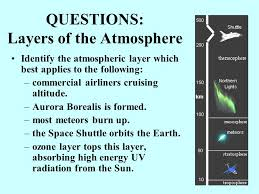 QUESTIONS:
Layers of the Atmosphere
• Identify the atmospheric layer which
best applies to the following:
–commercial airliners cruising
altitude.
–Aurora Borealis is formed.
–most meteors burn up.
–the Space Shuttle orbits the Earth.
–ozone layer tops this layer,
absorbing high energy UV
radiation from the Sun.
500
Shuttle
thermosphere
Northern
Lights
150
km
100
mesosphere
meteors
50
stratosphere
10
troposphere